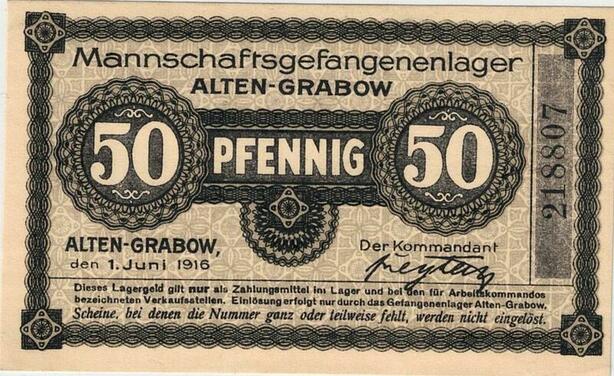 Mannschaftsgefangenenlager
ALTEN-GRABOW
50 PFENNIG 50
218807
ALTEN-GRABOW,
den 1. Juni 1916
Der Kommandant
Dieses Lagergeld gilt nur als Zahlungsmittel im Lager und bei den für Arbeitskommandos
bezeichneten Verkaufsstellen. Einlösung erfolgt nur durch das Gefangenenlager Alten-Grabow.
Scheine, bei denen die Nummer ganz oder teilweise fehlt, werden nicht eingelöst.